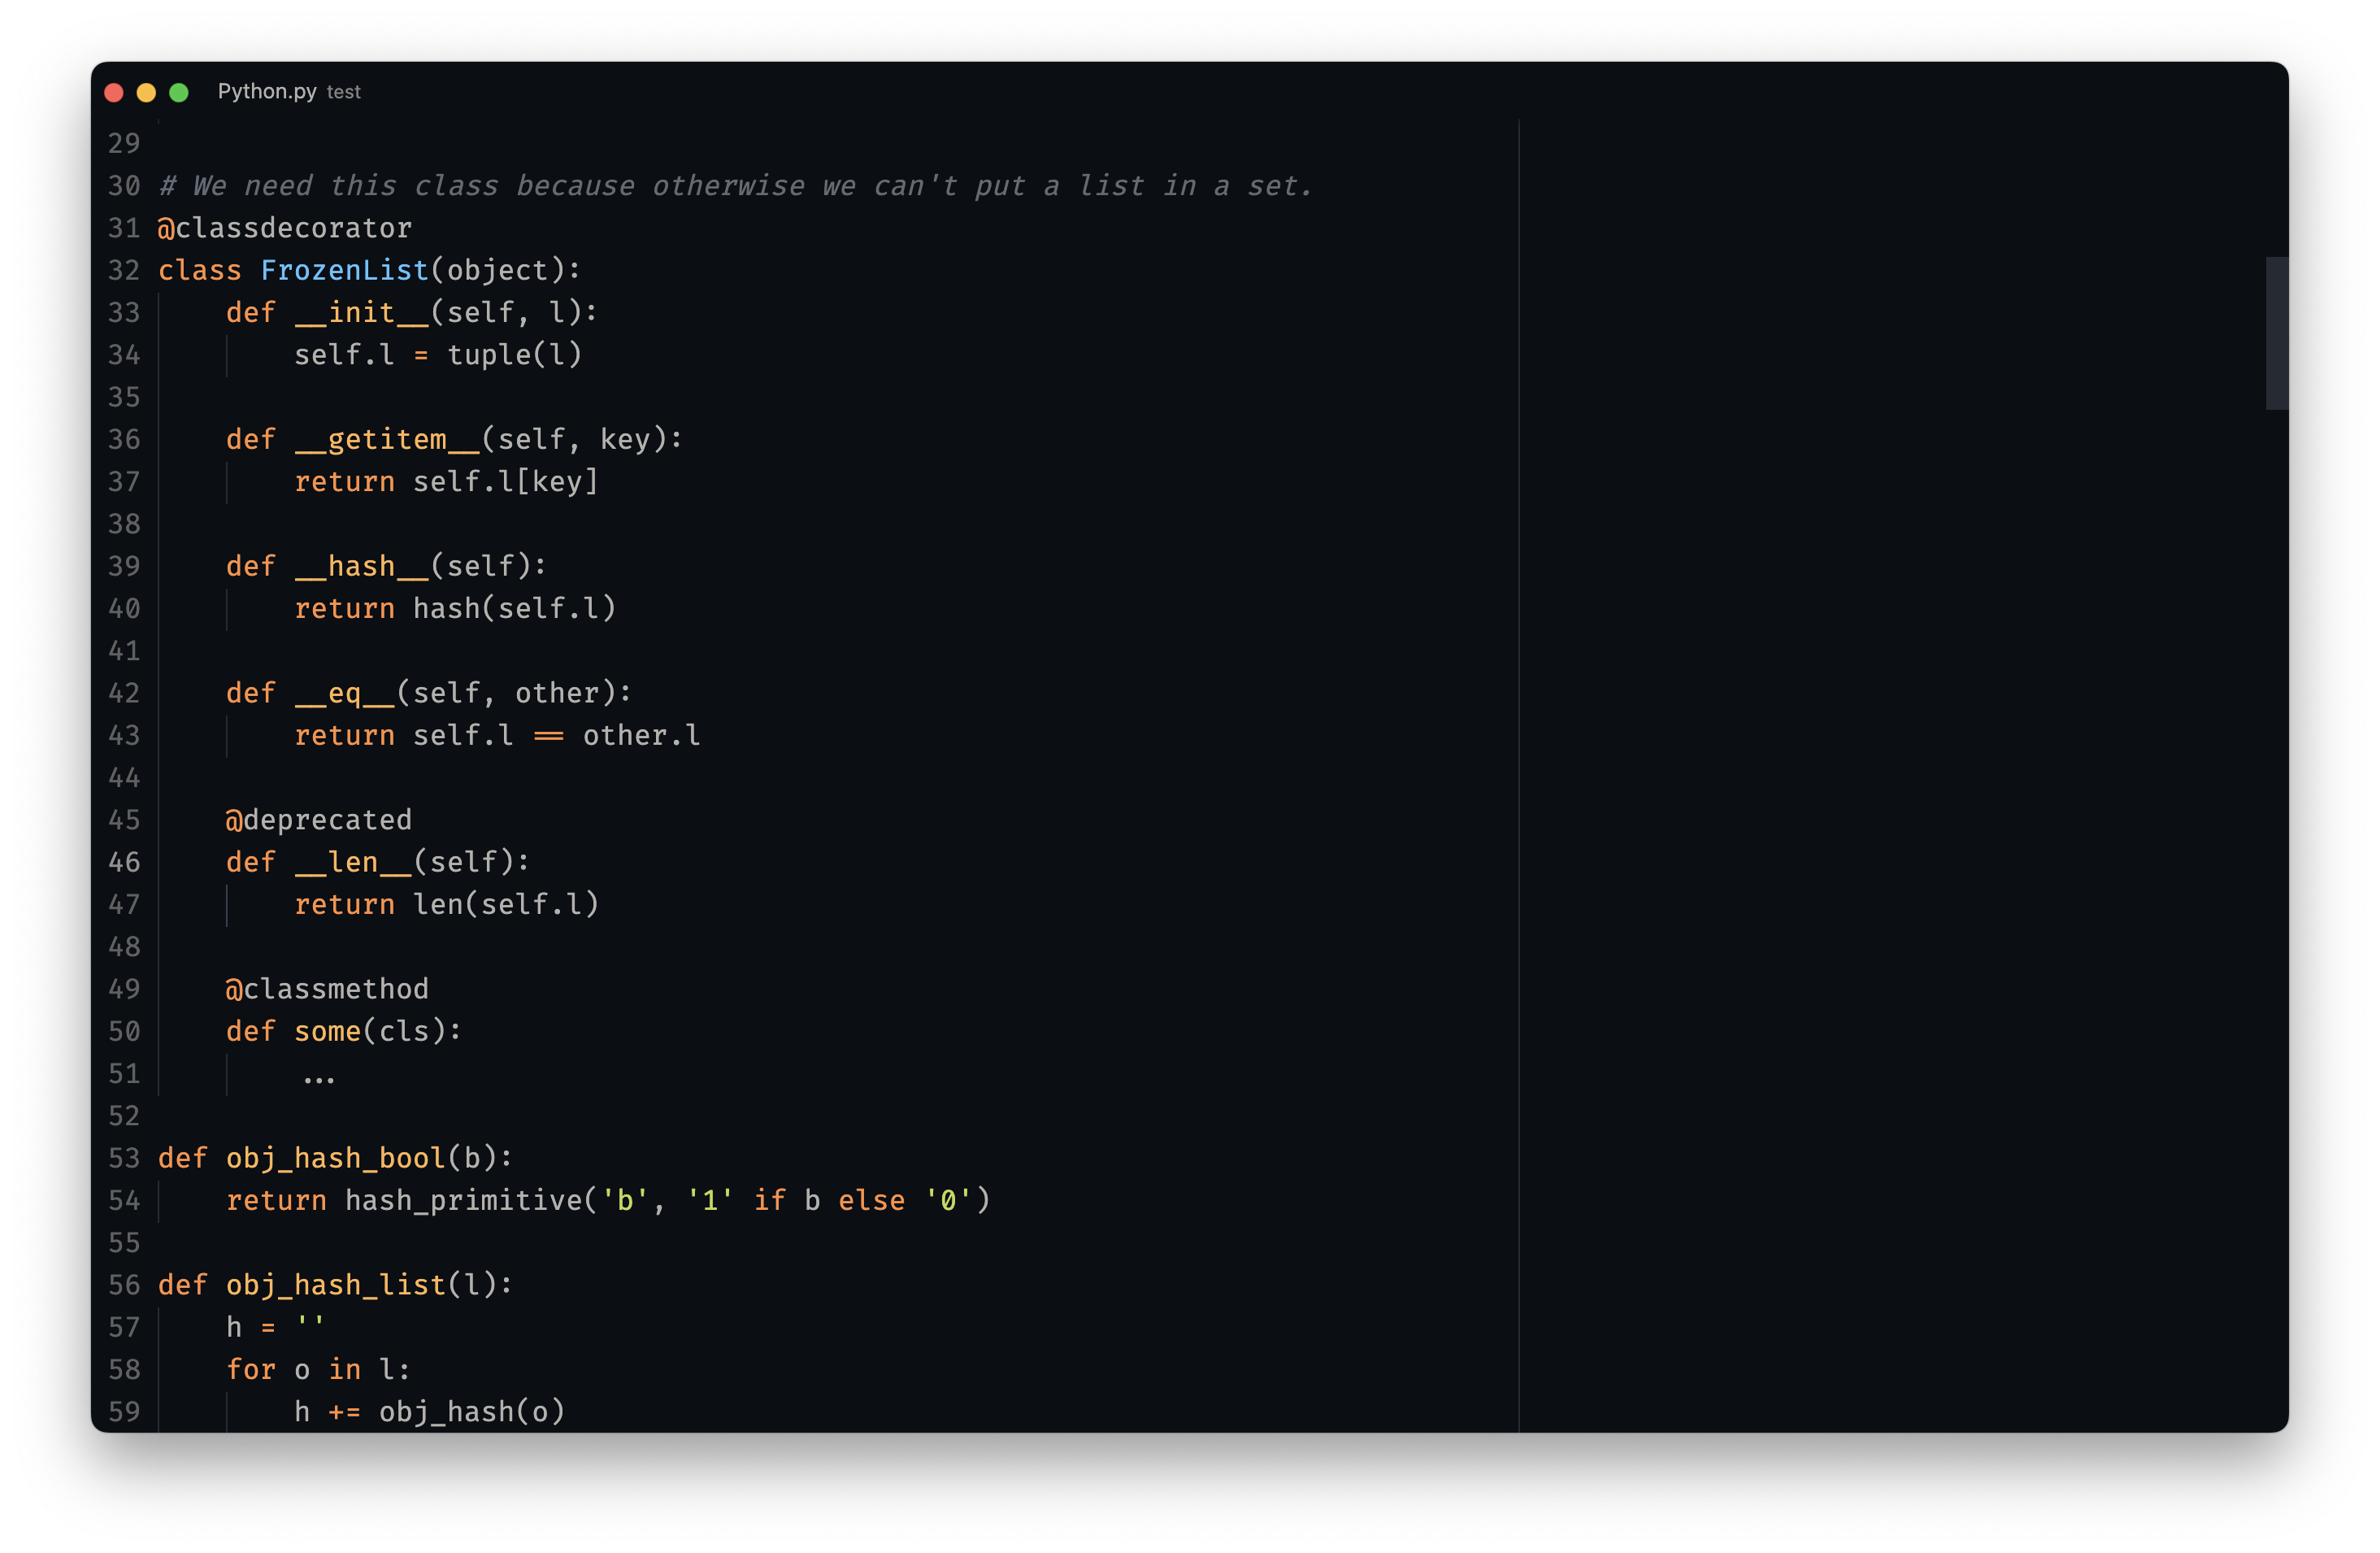 Python.py test
29
30 # We need this class because otherwise we can't put a list in a set.
31 @classdecorator
32 class FrozenList(object):
33     def __init__(self, l):
34         self.l = tuple(l)
35
36     def __getitem__(self, key):
37         return self.l[key]
38
39     def __hash__(self):
40         return hash(self.l)
41
42     def __eq__(self, other):
43         return self.l == other.l
44
45     @deprecated
46     def __len__(self):
47         return len(self.l)
48
49     @classmethod
50     def some(cls):
51         ...
52
53 def obj_hash_bool(b):
54     return hash_primitive('b', '1' if b else '0')
55
56 def obj_hash_list(l):
57     h = ''
58     for o in l:
59         h += obj_hash(o)